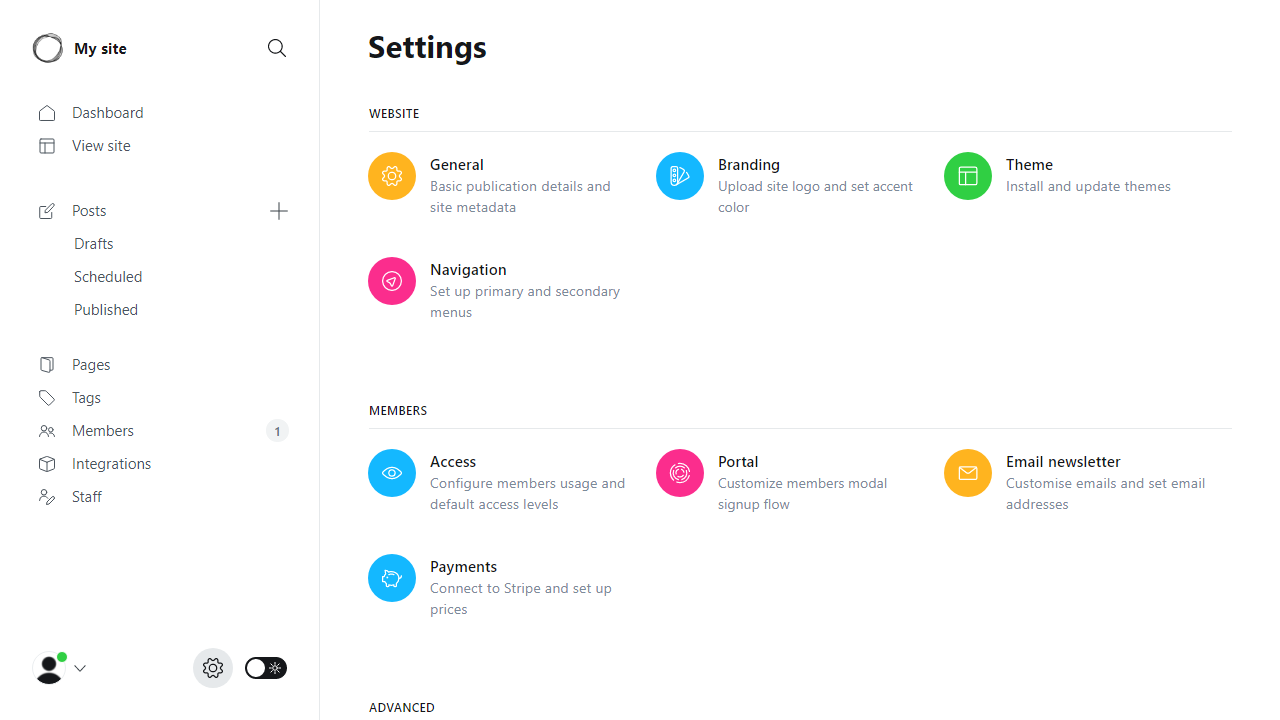 My site
Dashboard
View site
Posts
Drafts
Scheduled
Published
Pages
Tags
Members
1
Integrations
Staff
Settings
WEBSITE
General
Basic publication details and
site metadata
Branding
Upload site logo and set accent
color
Theme
Install and update themes
Navigation
Set up primary and secondary
menus
MEMBERS
Access
Configure members usage and
default access levels
Portal
Customize members modal
signup flow
Email newsletter
Customise emails and set email
addresses
Payments
Connect to Stripe and set up
prices
ADVANCED